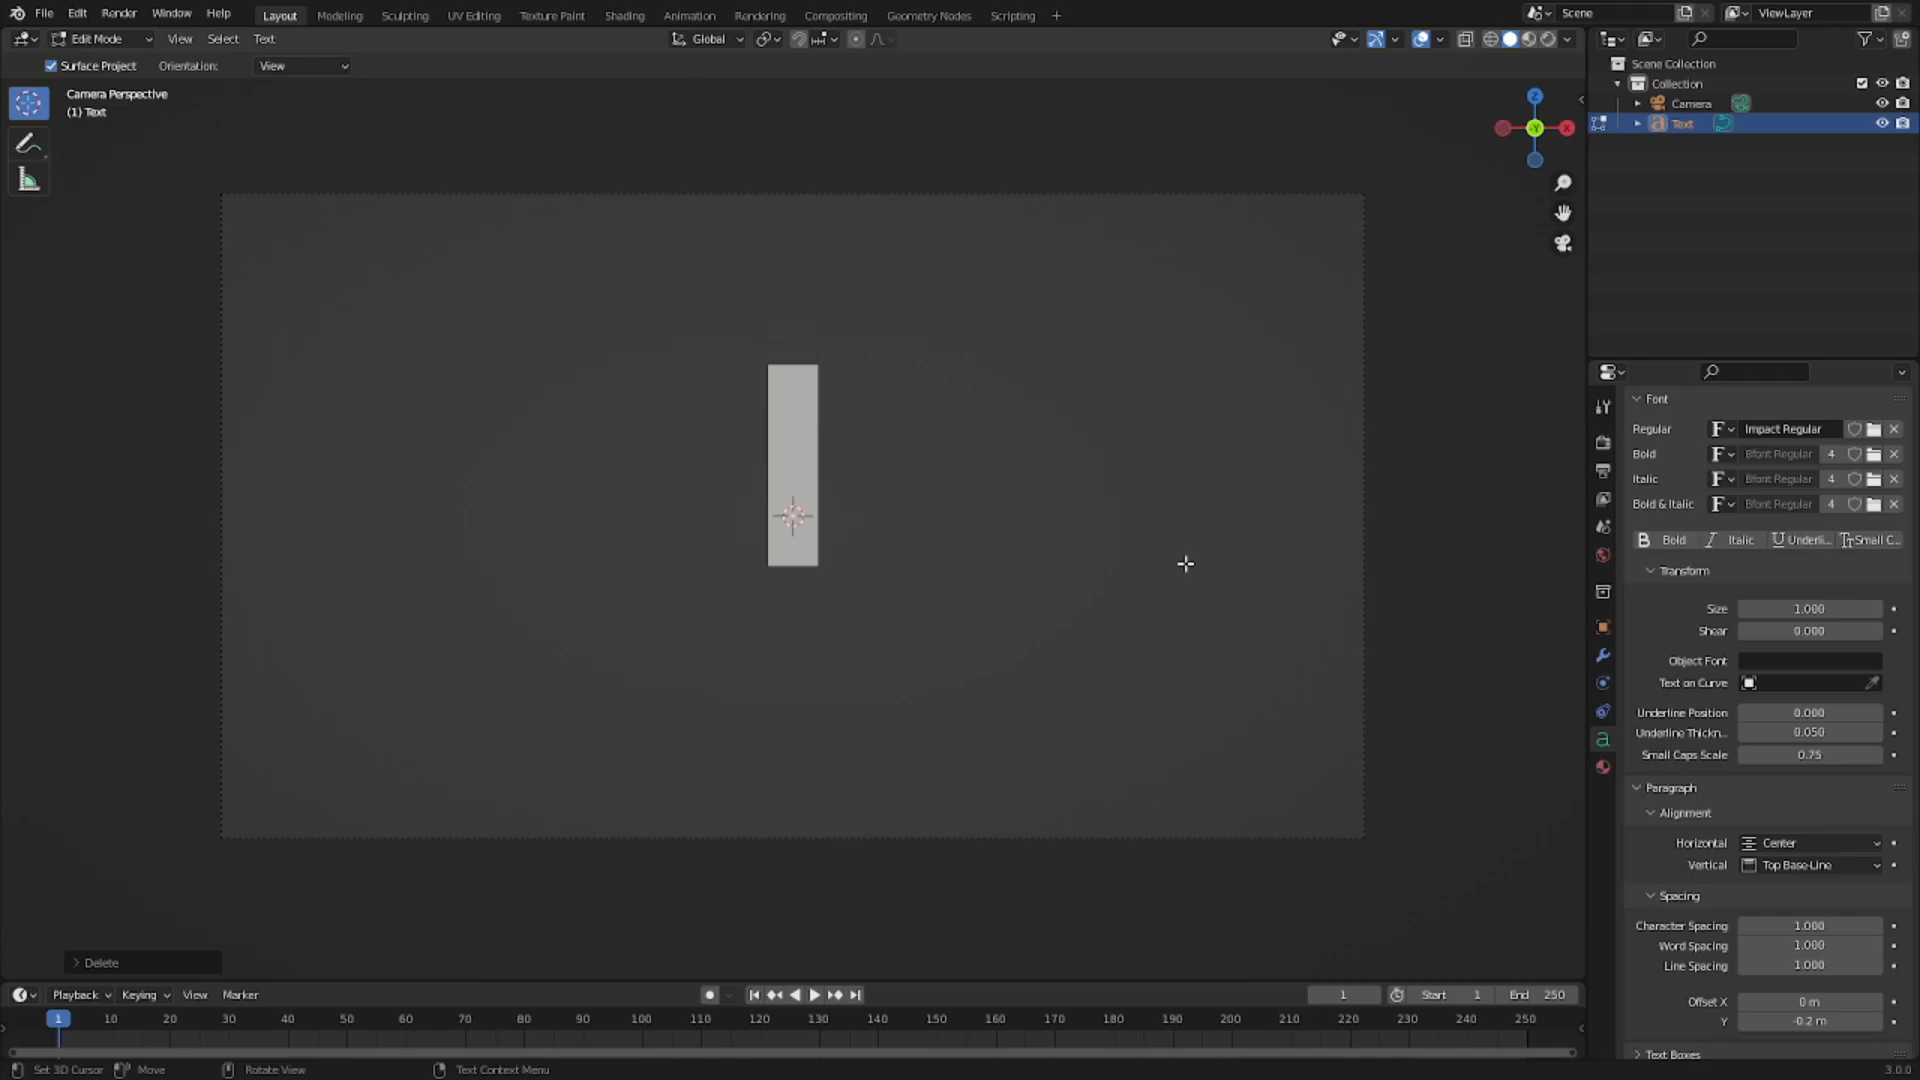 File Edit Render Window Help Layout Modeling Sculpting UV Editing Texture Paint Shading Animation Rendering Compositing Geometry Nodes Scripting + Scene ViewLayer
Edit Mode View Select Text Global
Surface Project Orientation: View
Scene Collection
Collection
Camera
Text
Camera Perspective
(1) Text
Z
Y
X
Font
Regular F Impact Regular
Bold F Bfont Regular 4
Italic F Bfont Regular 4
Bold & Italic F Bfont Regular 4
B Bold I Italic U Underli... Tt Small C...
Transform
Size 1.000
Shear 0.000
Object Font
Text on Curve
Underline Position 0.000
Underline Thickn... 0.050
Small Caps Scale 0.75
Paragraph
Alignment
Horizontal Center
Vertical Top Base-Line
Spacing
Character Spacing 1.000
Word Spacing 1.000
Line Spacing 1.000
Offset X 0 m
Y -0.2 m
Text Boxes
Delete
Playback Keying View Marker 1 Start 1 End 250
1 10 20 30 40 50 60 70 80 90 100 110 120 130 140 150 160 170 180 190 200 210 220 230 240 250
Set 3D Cursor Move Rotate View Text Context Menu 3.0.0